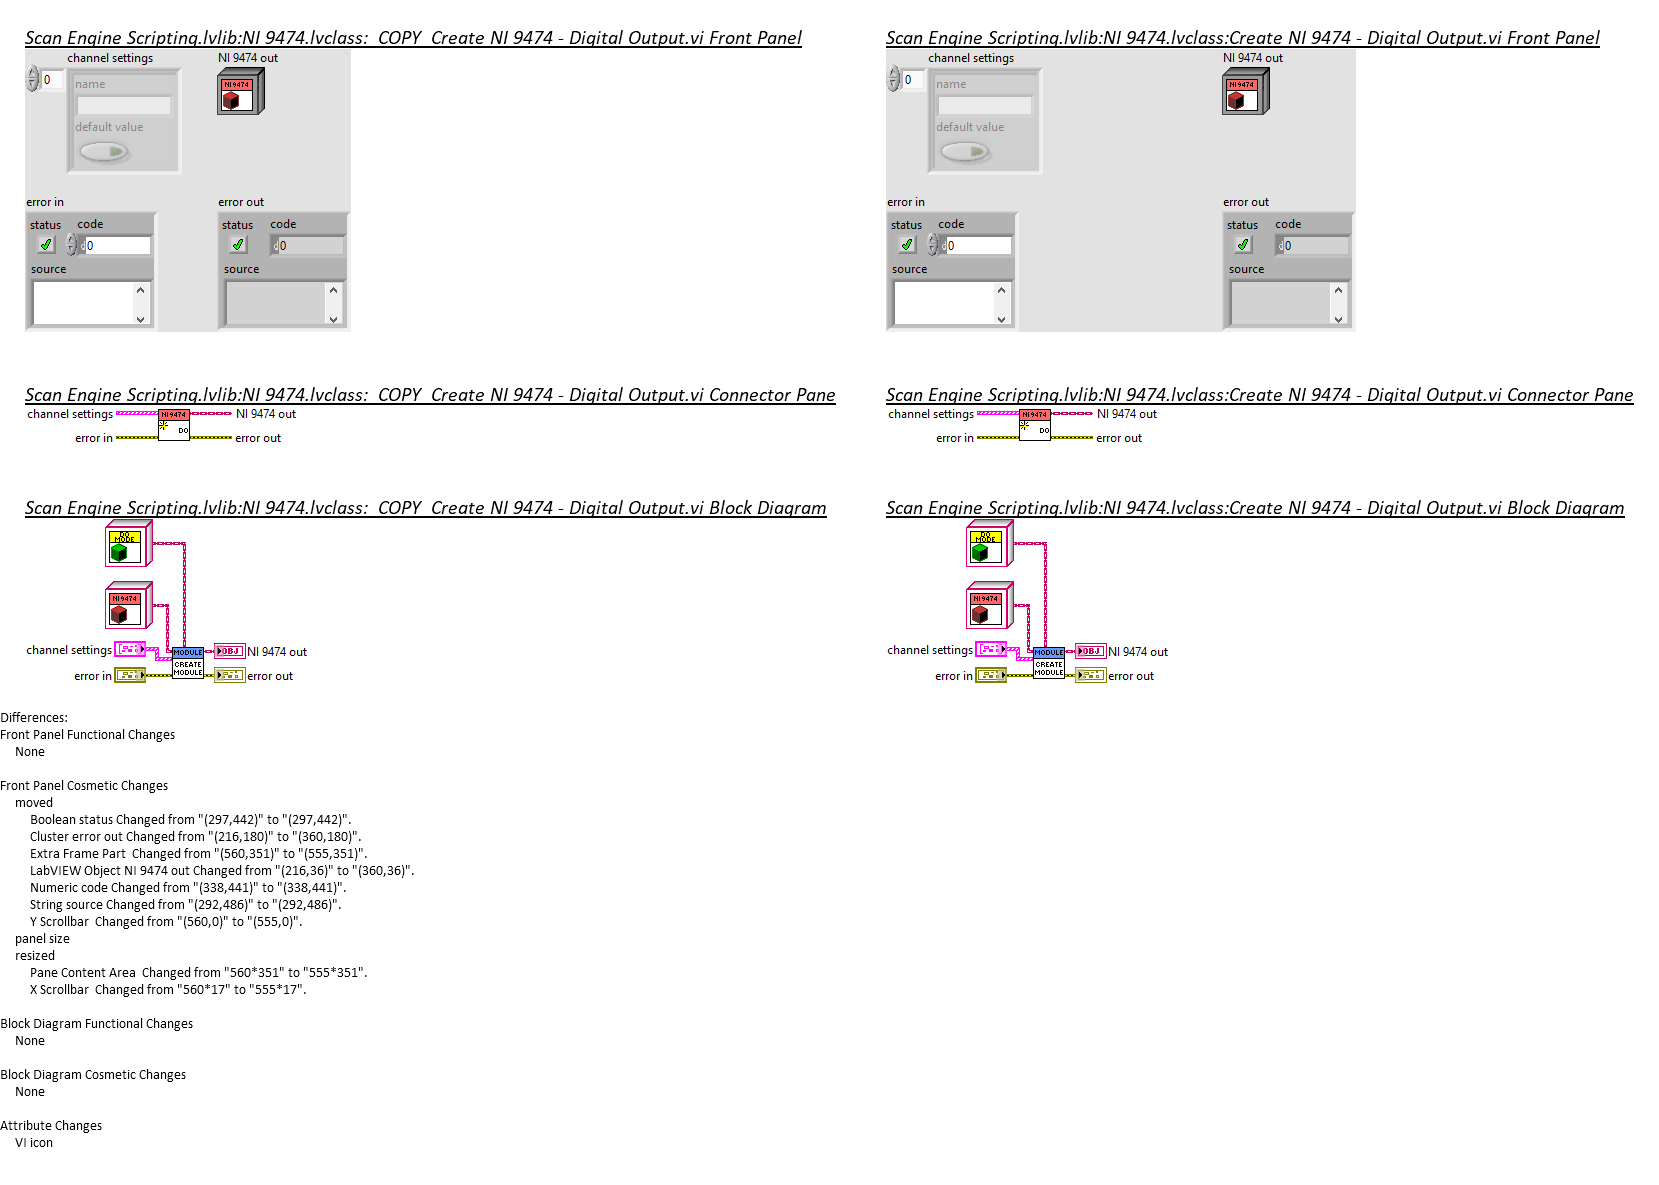 Scan Engine Scripting.lvlib:NI 9474.lvclass:  COPY  Create NI 9474 - Digital Output.vi Front Panel
channel settings
NI 9474 out
0
name
NI 9474
default value
error in
error out
status
code
status
code
d 0
d 0
source
source
Scan Engine Scripting.lvlib:NI 9474.lvclass:Create NI 9474 - Digital Output.vi Front Panel
channel settings
NI 9474 out
0
name
NI 9474
default value
error in
error out
status
code
status
code
d 0
d 0
source
source
Scan Engine Scripting.lvlib:NI 9474.lvclass:  COPY  Create NI 9474 - Digital Output.vi Connector Pane
channel settings
NI 9474
NI 9474 out
DO
error in
error out
Scan Engine Scripting.lvlib:NI 9474.lvclass:Create NI 9474 - Digital Output.vi Connector Pane
channel settings
NI 9474
NI 9474 out
DO
error in
error out
Scan Engine Scripting.lvlib:NI 9474.lvclass:  COPY  Create NI 9474 - Digital Output.vi Block Diagram
DO
MODE
NI 9474
channel settings
MODULE
OBJ
NI 9474 out
CREATE
MODULE
error in
error out
Scan Engine Scripting.lvlib:NI 9474.lvclass:Create NI 9474 - Digital Output.vi Block Diagram
DO
MODE
NI 9474
channel settings
MODULE
OBJ
NI 9474 out
CREATE
MODULE
error in
error out
Differences:
Front Panel Functional Changes
None
Front Panel Cosmetic Changes
moved
Boolean status Changed from "(297,442)" to "(297,442)".
Cluster error out Changed from "(216,180)" to "(360,180)".
Extra Frame Part  Changed from "(560,351)" to "(555,351)".
LabVIEW Object NI 9474 out Changed from "(216,36)" to "(360,36)".
Numeric code Changed from "(338,441)" to "(338,441)".
String source Changed from "(292,486)" to "(292,486)".
Y Scrollbar  Changed from "(560,0)" to "(555,0)".
panel size
resized
Pane Content Area  Changed from "560*351" to "555*351".
X Scrollbar  Changed from "560*17" to "555*17".
Block Diagram Functional Changes
None
Block Diagram Cosmetic Changes
None
Attribute Changes
VI icon